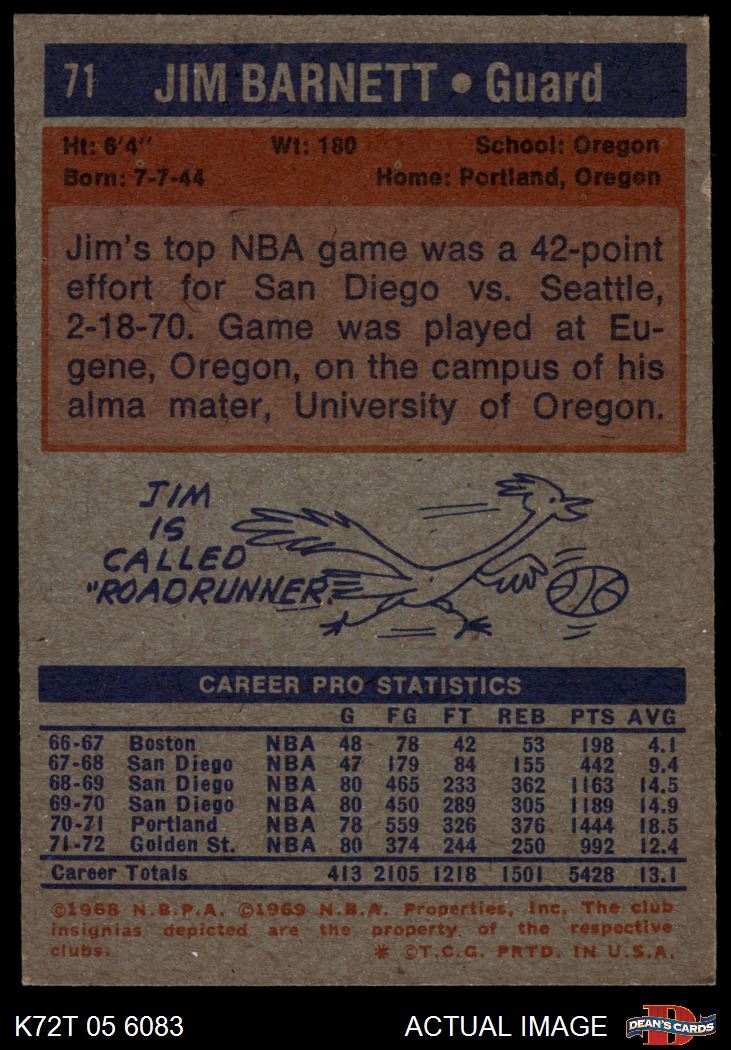 71 JIM BARNETT • Guard
Ht: 6'4" Wt: 180 School: Oregon
Born: 7-7-44 Home: Portland, Oregon
Jim's top NBA game was a 42-point
effort for San Diego vs. Seattle,
2-18-70. Game was played at Eu-
gene, Oregon, on the campus of his
alma mater, University of Oregon.
JIM
IS
CALLED
"ROADRUNNER."
CAREER PRO STATISTICS
G FG FT REB PTS AVG
66-67 Boston NBA 48 78 42 53 198 4.1
67-68 San Diego NBA 47 179 84 155 442 9.4
68-69 San Diego NBA 80 465 233 362 1163 14.5
69-70 San Diego NBA 80 450 289 305 1189 14.9
70-71 Portland NBA 78 559 326 376 1444 18.5
71-72 Golden St. NBA 80 374 244 250 992 12.4
Career Totals 413 2105 1218 1501 5428 13.1
©1968 N.B.P.A. ©1969 N.B.A. Properties, Inc. The club
insignias depicted are the property of the respective
clubs. * ©T.C.G. PRTD. IN U.S.A.
K72T 05 6083 ACTUAL IMAGE D DEAN'S CARDS